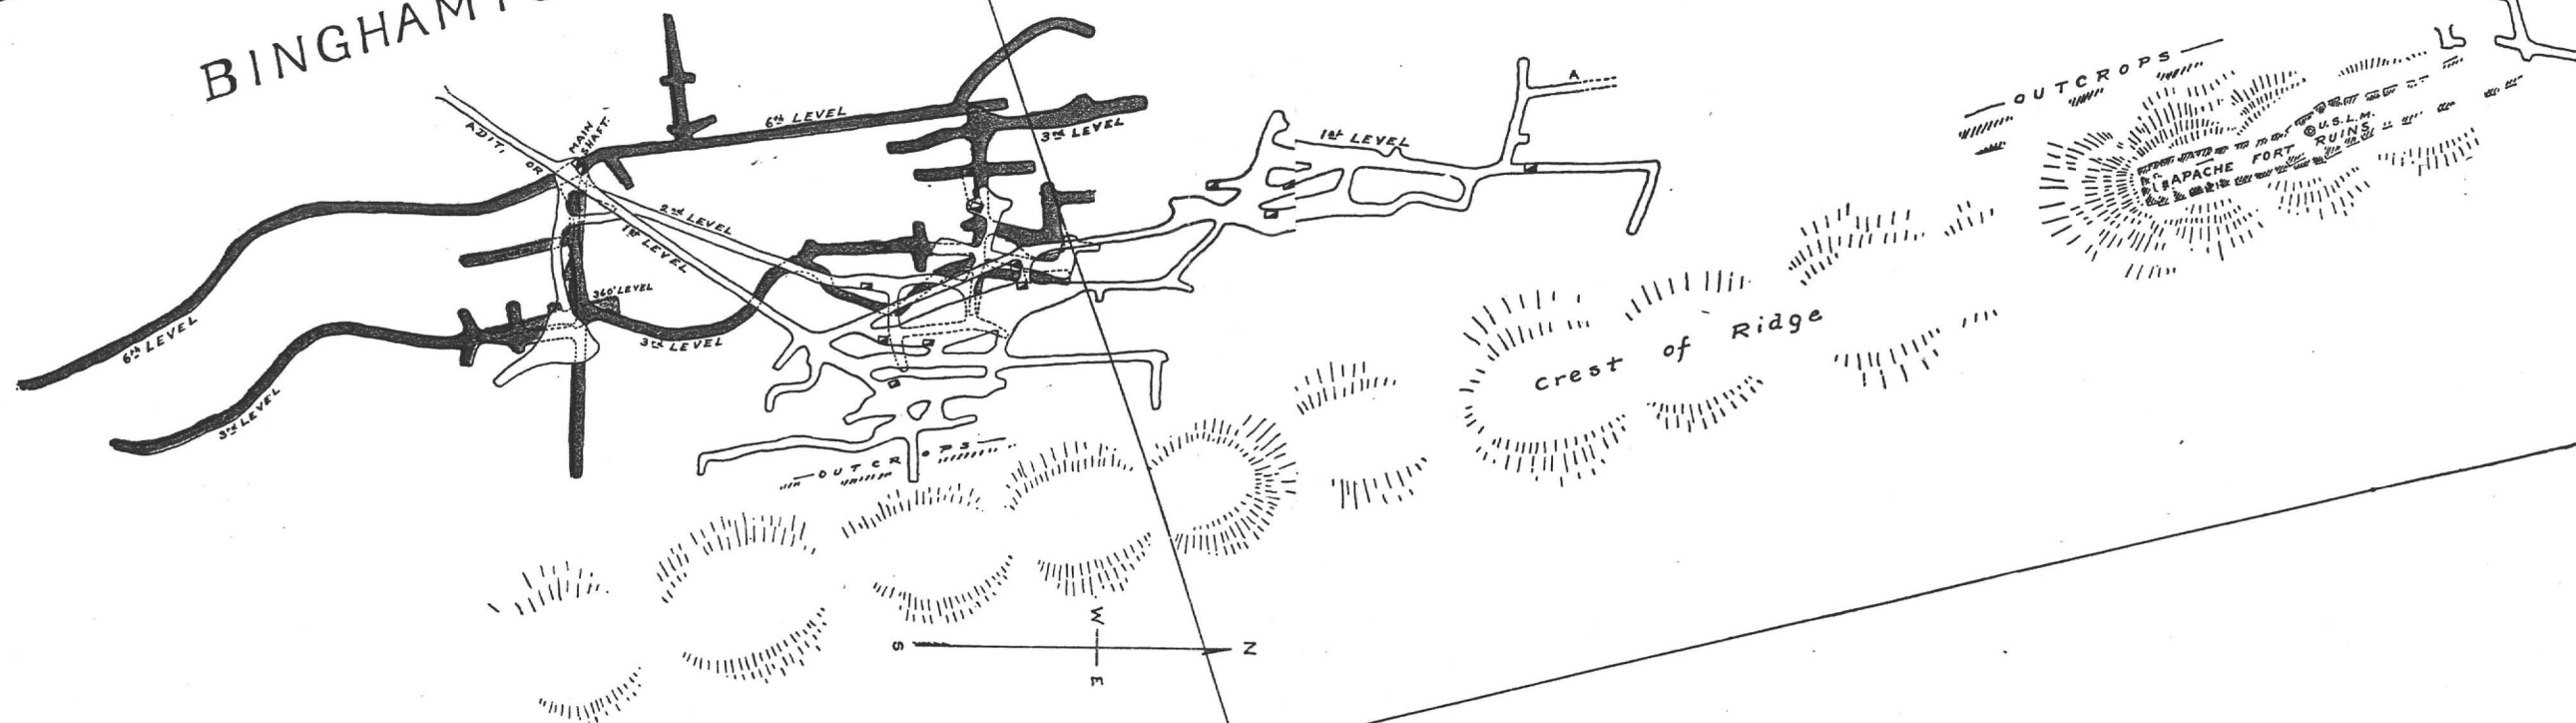 BINGHAMT
ADIT, OR
MAIN
SHAFT.
6th LEVEL
3rd LEVEL
2nd LEVEL
1st LEVEL
1st LEVEL
A
360' LEVEL
3rd LEVEL
6th LEVEL
3rd LEVEL
OUTCROPS
OUTCROPS
U.S.L.M.
APACHE FORT RUINS
Crest of Ridge
W
S
N
E